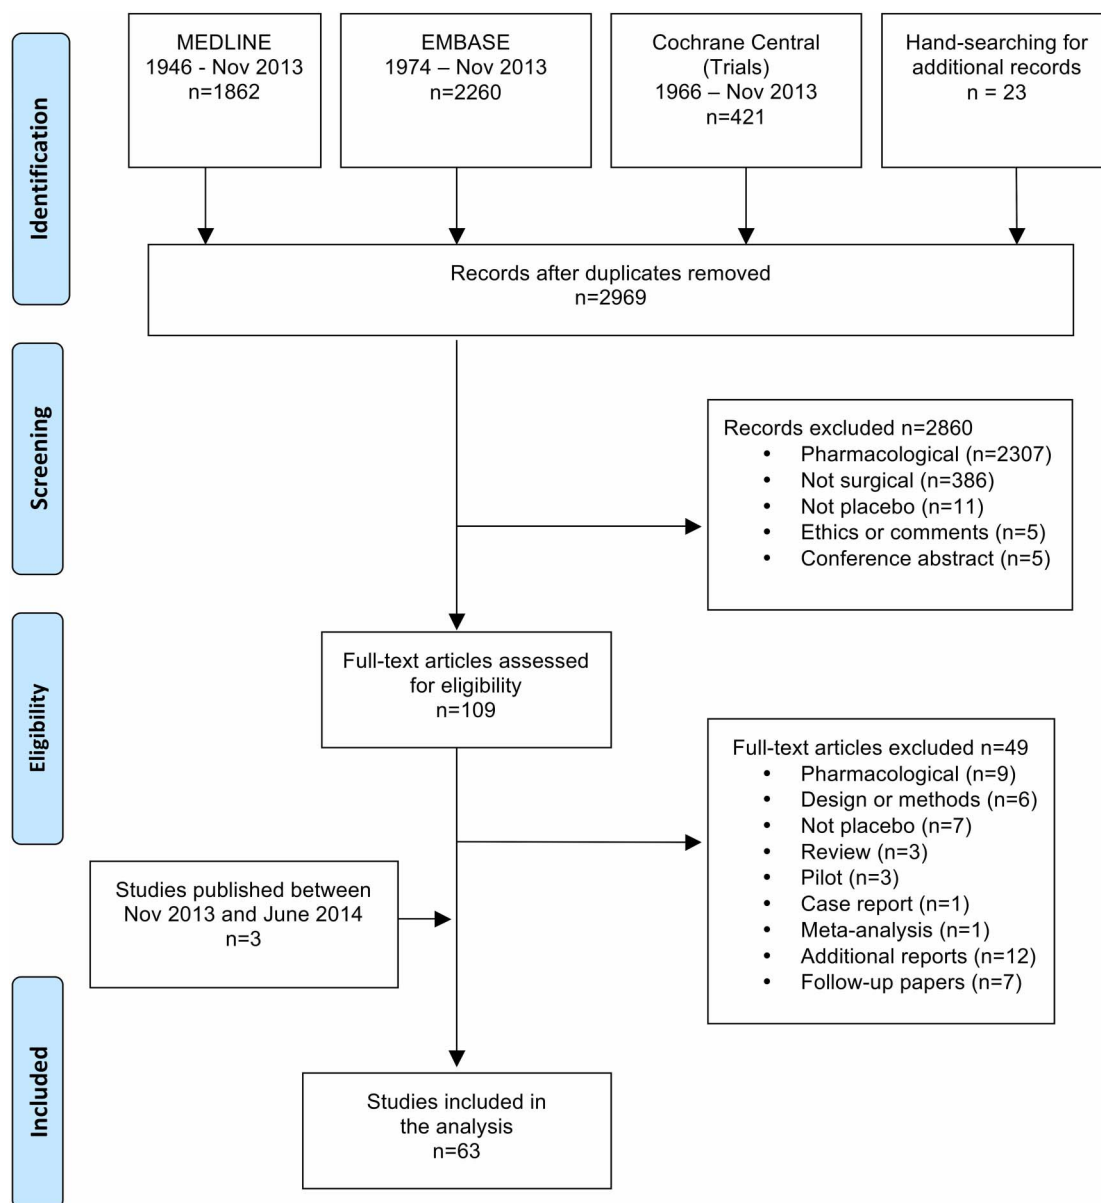 Identification
MEDLINE
1946 - Nov 2013
n=1862
EMBASE
1974 – Nov 2013
n=2260
Cochrane Central
(Trials)
1966 – Nov 2013
n=421
Hand-searching for
additional records
n = 23
Records after duplicates removed
n=2969
Screening
Records excluded n=2860
• Pharmacological (n=2307)
• Not surgical (n=386)
• Not placebo (n=11)
• Ethics or comments (n=5)
• Conference abstract (n=5)
Eligibility
Full-text articles assessed
for eligibility
n=109
Full-text articles excluded n=49
• Pharmacological (n=9)
• Design or methods (n=6)
• Not placebo (n=7)
• Review (n=3)
• Pilot (n=3)
• Case report (n=1)
• Meta-analysis (n=1)
• Additional reports (n=12)
• Follow-up papers (n=7)
Studies published between
Nov 2013 and June 2014
n=3
Included
Studies included in
the analysis
n=63